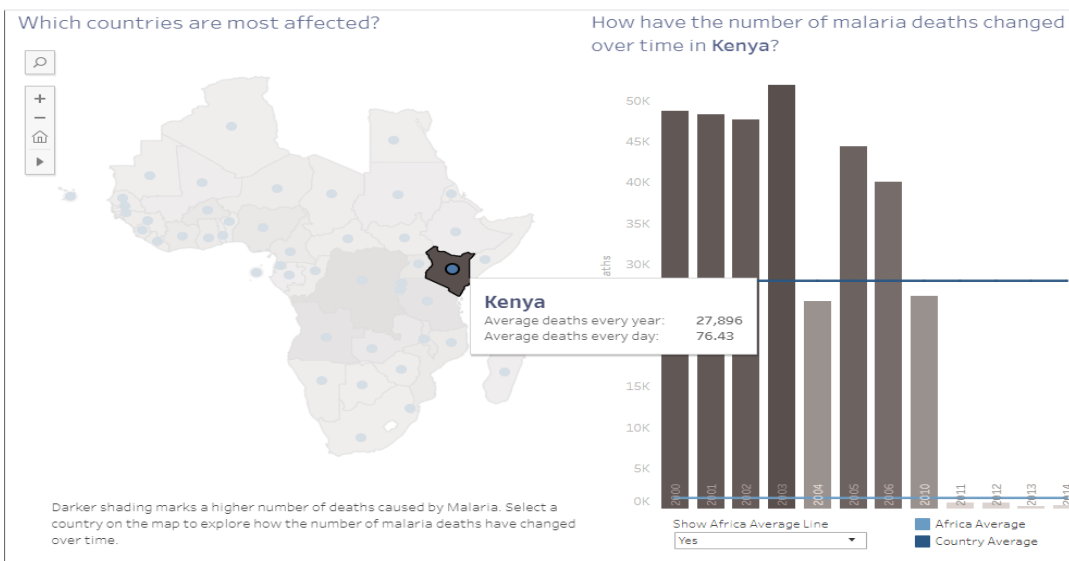 Which countries are most affected?
How have the number of malaria deaths changed
over time in Kenya?
50K
45K
40K
35K
30K
15K
10K
5K
0K
aths
Kenya
Average deaths every year: 27,896
Average deaths every day: 76.43
2000
2001
2002
2003
2004
2005
2006
2010
2011
2012
2013
2014
Darker shading marks a higher number of deaths caused by Malaria. Select a
country on the map to explore how the number of malaria deaths have changed
over time.
Show Africa Average Line
Yes
Africa Average
Country Average